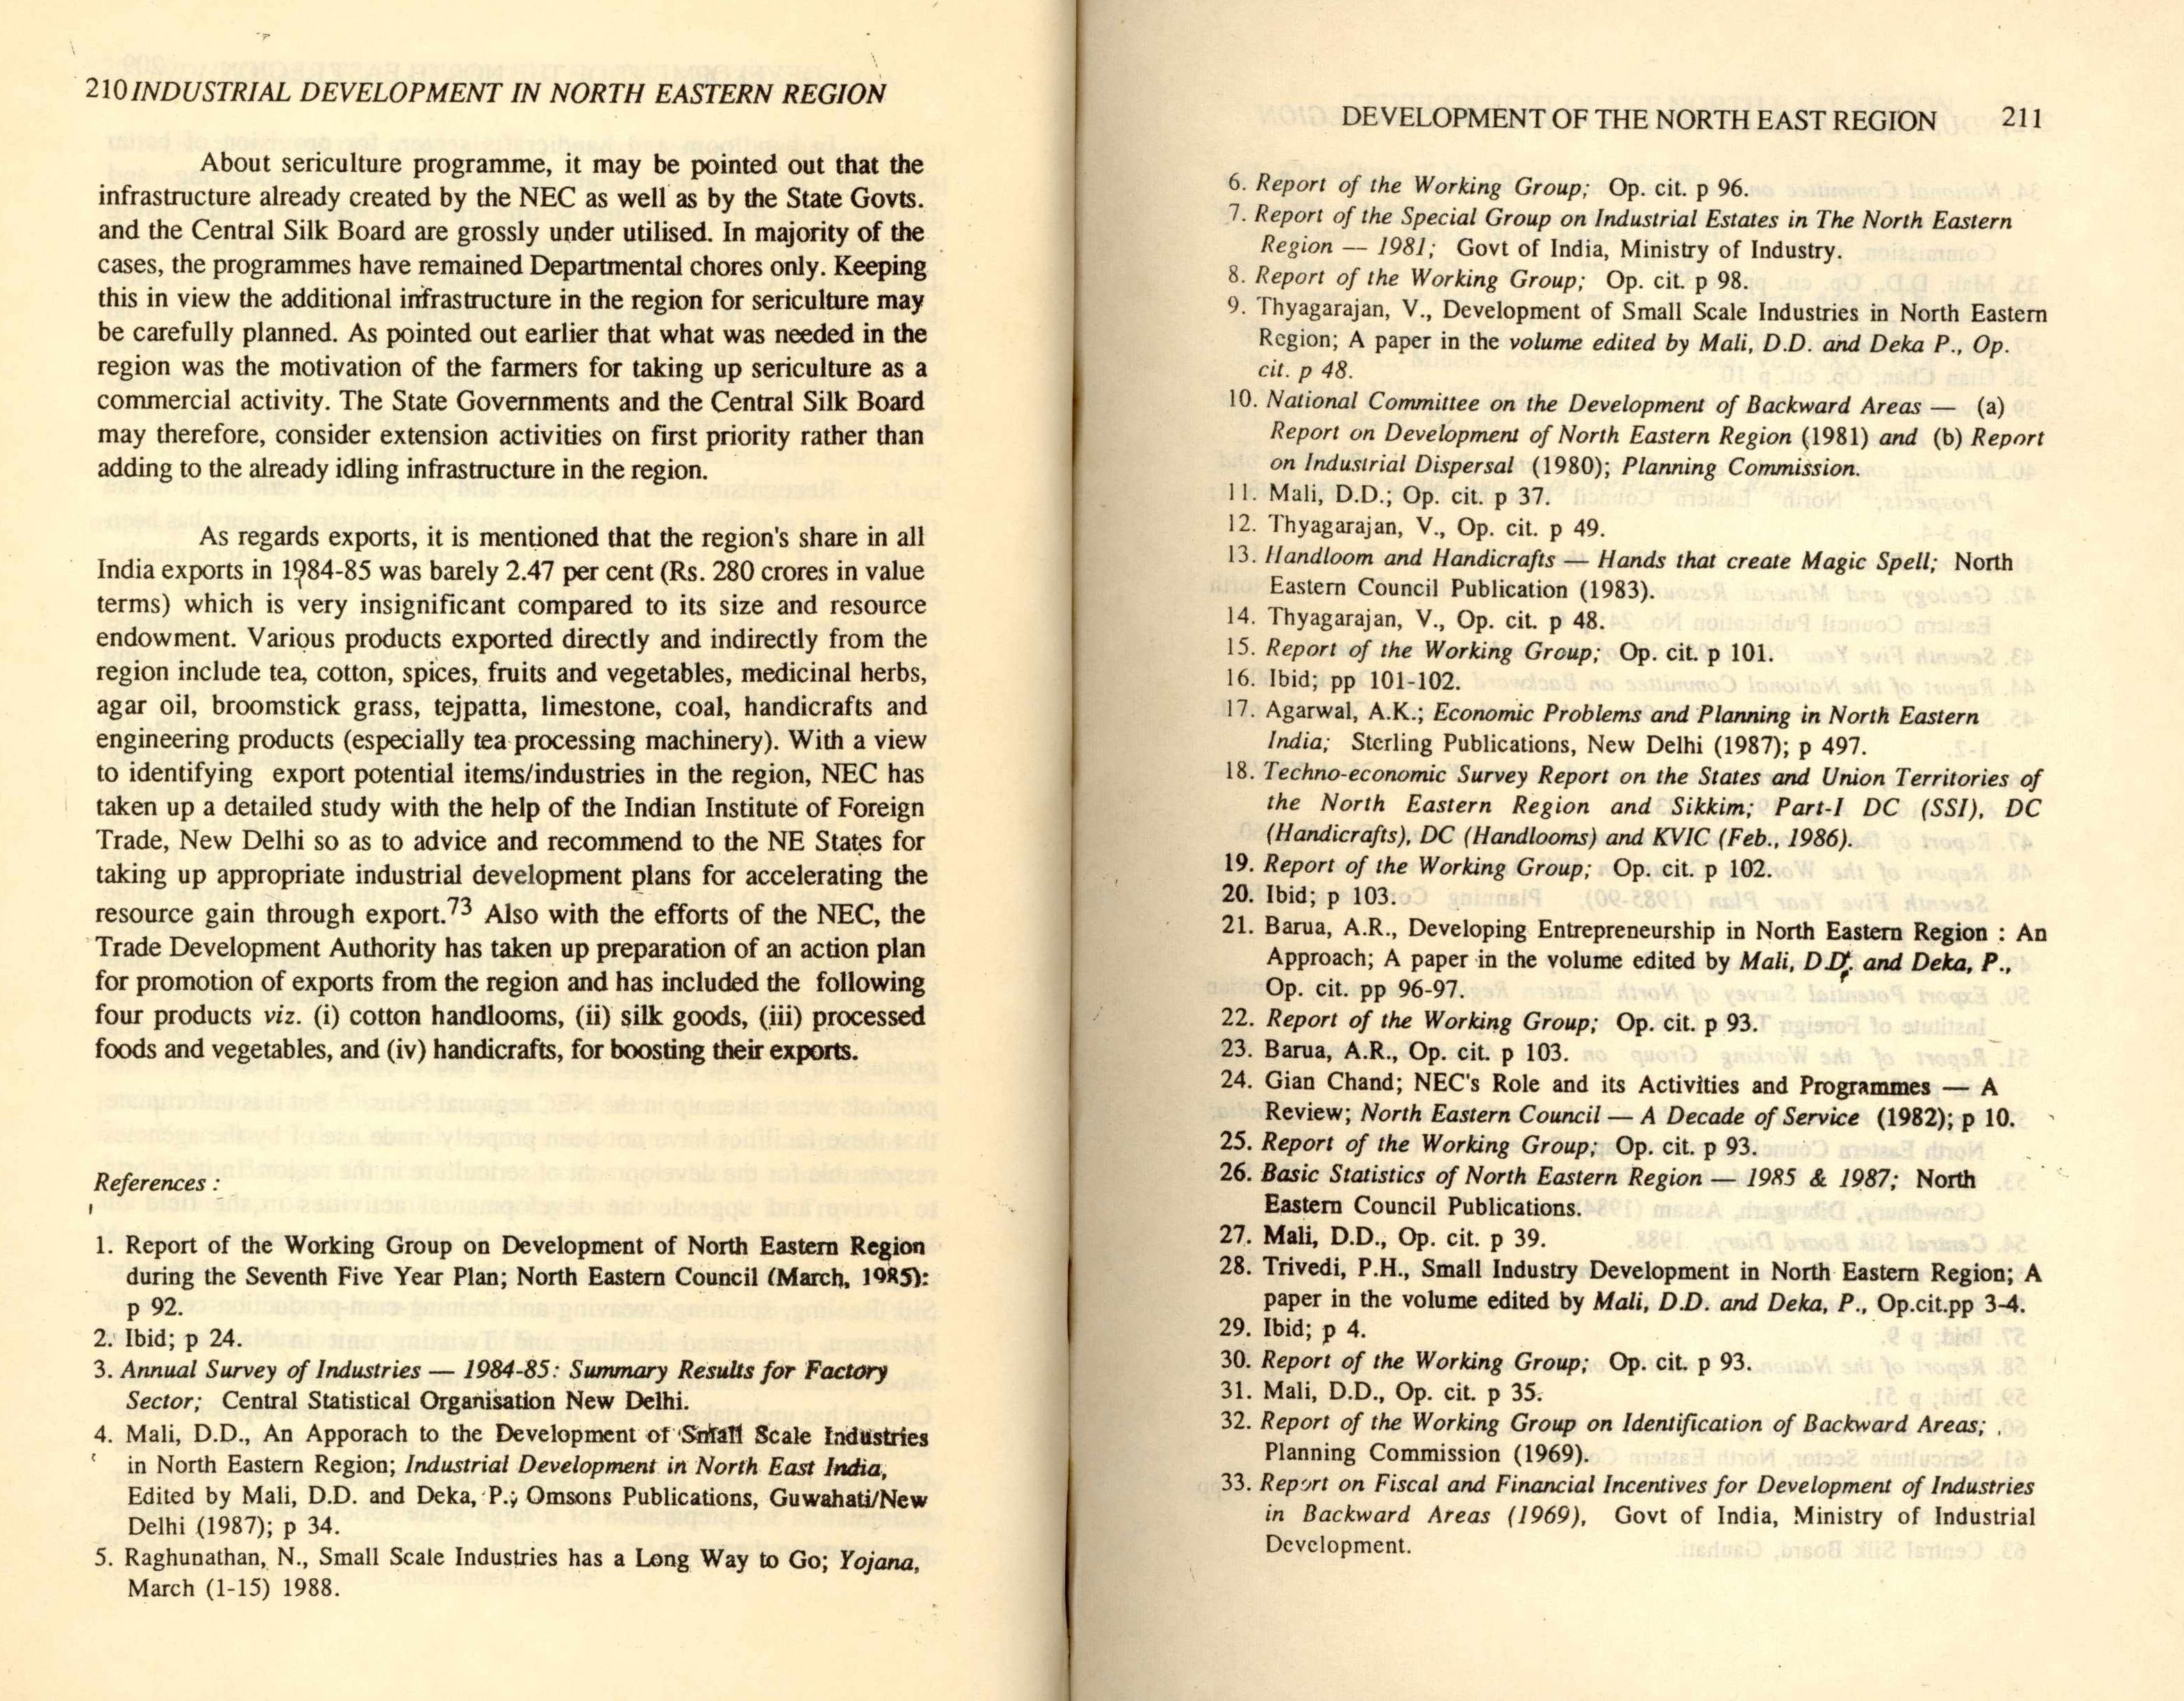 210 INDUSTRIAL DEVELOPMENT IN NORTH EASTERN REGION
About sericulture programme, it may be pointed out that the
infrastructure already created by the NEC as well as by the State Govts.
and the Central Silk Board are grossly under utilised. In majority of the
cases, the programmes have remained Departmental chores only. Keeping
this in view the additional infrastructure in the region for sericulture may
be carefully planned. As pointed out earlier that what was needed in the
region was the motivation of the farmers for taking up sericulture as a
commercial activity. The State Governments and the Central Silk Board
may therefore, consider extension activities on first priority rather than
adding to the already idling infrastructure in the region.
As regards exports, it is mentioned that the region's share in all
India exports in 1984-85 was barely 2.47 per cent (Rs. 280 crores in value
terms) which is very insignificant compared to its size and resource
endowment. Various products exported directly and indirectly from the
region include tea, cotton, spices, fruits and vegetables, medicinal herbs,
agar oil, broomstick grass, tejpatta, limestone, coal, handicrafts and
engineering products (especially tea processing machinery). With a view
to identifying export potential items/industries in the region, NEC has
taken up a detailed study with the help of the Indian Institute of Foreign
Trade, New Delhi so as to advice and recommend to the NE States for
taking up appropriate industrial development plans for accelerating the
resource gain through export.73 Also with the efforts of the NEC, the
Trade Development Authority has taken up preparation of an action plan
for promotion of exports from the region and has included the following
four products viz. (i) cotton handlooms, (ii) silk goods, (iii) processed
foods and vegetables, and (iv) handicrafts, for boosting their exports.
References :
1. Report of the Working Group on Development of North Eastern Region
during the Seventh Five Year Plan; North Eastern Council (March, 1985):
p 92.
2. Ibid; p 24.
3. Annual Survey of Industries — 1984-85: Summary Results for Factory
Sector; Central Statistical Organisation New Delhi.
4. Mali, D.D., An Apporach to the Development of Small Scale Industries
in North Eastern Region; Industrial Development in North East India,
Edited by Mali, D.D. and Deka, P.; Omsons Publications, Guwahati/New
Delhi (1987); p 34.
5. Raghunathan, N., Small Scale Industries has a Long Way to Go; Yojana,
March (1-15) 1988.
DEVELOPMENT OF THE NORTH EAST REGION 211
6. Report of the Working Group; Op. cit. p 96.
7. Report of the Special Group on Industrial Estates in The North Eastern
Region — 1981; Govt of India, Ministry of Industry.
8. Report of the Working Group; Op. cit. p 98.
9. Thyagarajan, V., Development of Small Scale Industries in North Eastern
Region; A paper in the volume edited by Mali, D.D. and Deka P., Op.
cit. p 48.
10. National Committee on the Development of Backward Areas — (a)
Report on Development of North Eastern Region (1981) and (b) Report
on Industrial Dispersal (1980); Planning Commission.
11. Mali, D.D.; Op. cit. p 37.
12. Thyagarajan, V., Op. cit. p 49.
13. Handloom and Handicrafts — Hands that create Magic Spell; North
Eastern Council Publication (1983).
14. Thyagarajan, V., Op. cit. p 48.
15. Report of the Working Group; Op. cit. p 101.
16. Ibid; pp 101-102.
17. Agarwal, A.K.; Economic Problems and Planning in North Eastern
India; Sterling Publications, New Delhi (1987); p 497.
18. Techno-economic Survey Report on the States and Union Territories of
the North Eastern Region and Sikkim; Part-I DC (SSI), DC
(Handicrafts), DC (Handlooms) and KVIC (Feb., 1986).
19. Report of the Working Group; Op. cit. p 102.
20. Ibid; p 103.
21. Barua, A.R., Developing Entrepreneurship in North Eastern Region : An
Approach; A paper in the volume edited by Mali, D.D. and Deka, P.,
Op. cit. pp 96-97.
22. Report of the Working Group; Op. cit. p 93.
23. Barua, A.R., Op. cit. p 103.
24. Gian Chand; NEC's Role and its Activities and Programmes — A
Review; North Eastern Council — A Decade of Service (1982); p 10.
25. Report of the Working Group; Op. cit. p 93.
26. Basic Statistics of North Eastern Region — 1985 & 1987; North
Eastern Council Publications.
27. Mali, D.D., Op. cit. p 39.
28. Trivedi, P.H., Small Industry Development in North Eastern Region; A
paper in the volume edited by Mali, D.D. and Deka, P., Op.cit.pp 3-4.
29. Ibid; p 4.
30. Report of the Working Group; Op. cit. p 93.
31. Mali, D.D., Op. cit. p 35.
32. Report of the Working Group on Identification of Backward Areas;
Planning Commission (1969).
33. Report on Fiscal and Financial Incentives for Development of Industries
in Backward Areas (1969), Govt of India, Ministry of Industrial
Development.